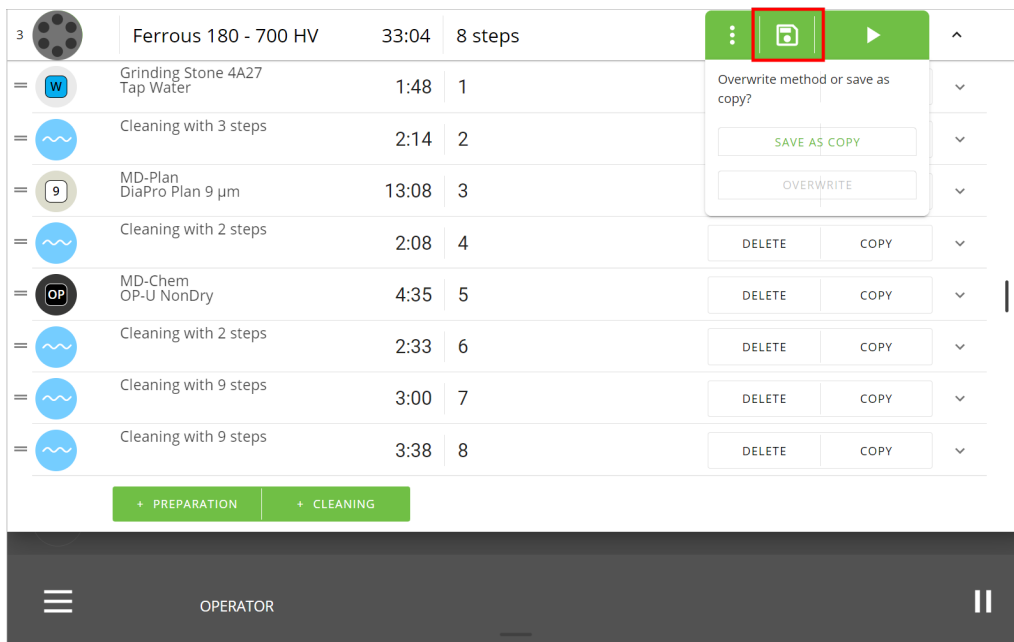 3 Ferrous 180 - 700 HV 33:04 8 steps
Overwrite method or save as
copy?
SAVE AS COPY
OVERWRITE
W Grinding Stone 4A27
Tap Water 1:48 1
Cleaning with 3 steps 2:14 2
9 MD-Plan
DiaPro Plan 9 µm 13:08 3
Cleaning with 2 steps 2:08 4 DELETE COPY
OP MD-Chem
OP-U NonDry 4:35 5 DELETE COPY
Cleaning with 2 steps 2:33 6 DELETE COPY
Cleaning with 9 steps 3:00 7 DELETE COPY
Cleaning with 9 steps 3:38 8 DELETE COPY
+ PREPARATION + CLEANING
OPERATOR